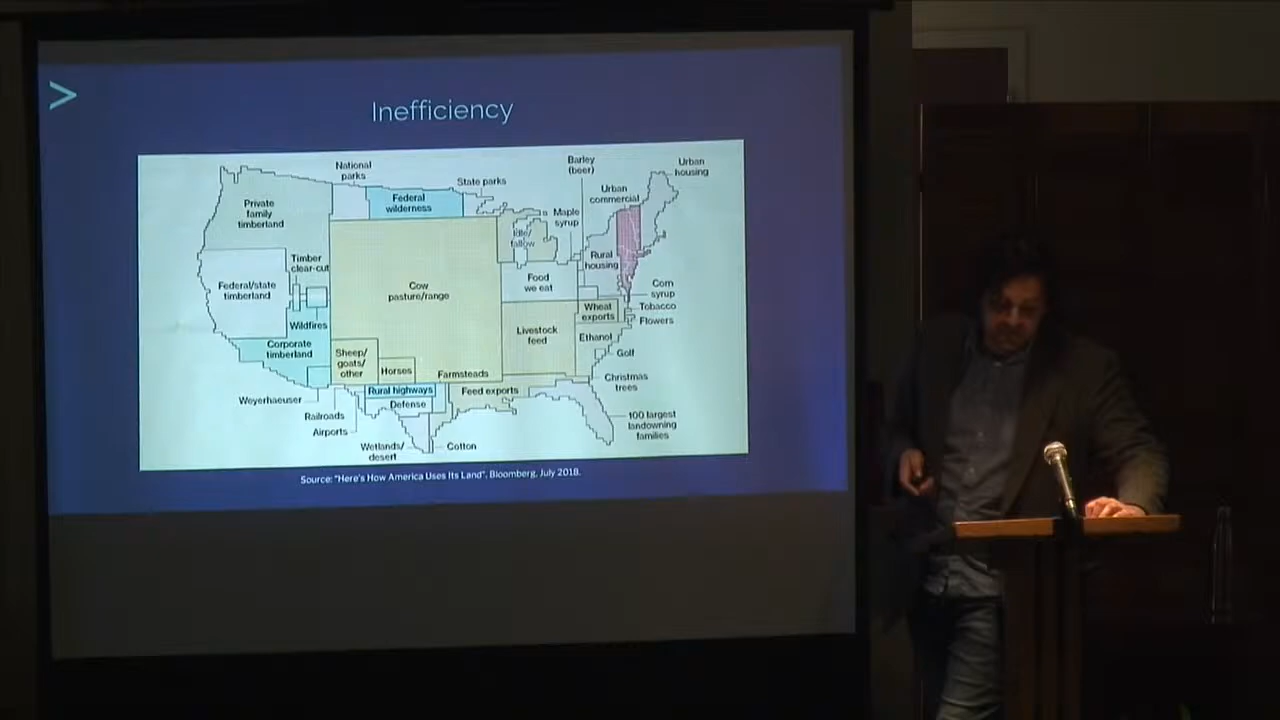 >
Inefficiency
National
parks
State parks
Barley
(beer)
Urban
housing
Federal
wilderness
Urban
commercial
Private
family
timberland
Maple
syrup
Idle/
fallow
Timber
clear-cut
Rural
housing
Federal/state
timberland
Cow
pasture/range
Food
we eat
Corn
syrup
Wheat
exports
Tobacco
Flowers
Wildfires
Livestock
feed
Ethanol
Corporate
timberland
Sheep/
goats/
other
Horses
Farmsteads
Golf
Christmas
trees
Weyerhaeuser
Rural highways
Feed exports
Defense
Railroads
Airports
100 largest
landowning
families
Wetlands/
desert
Cotton
Source: "Here's How America Uses Its Land". Bloomberg, July 2018.